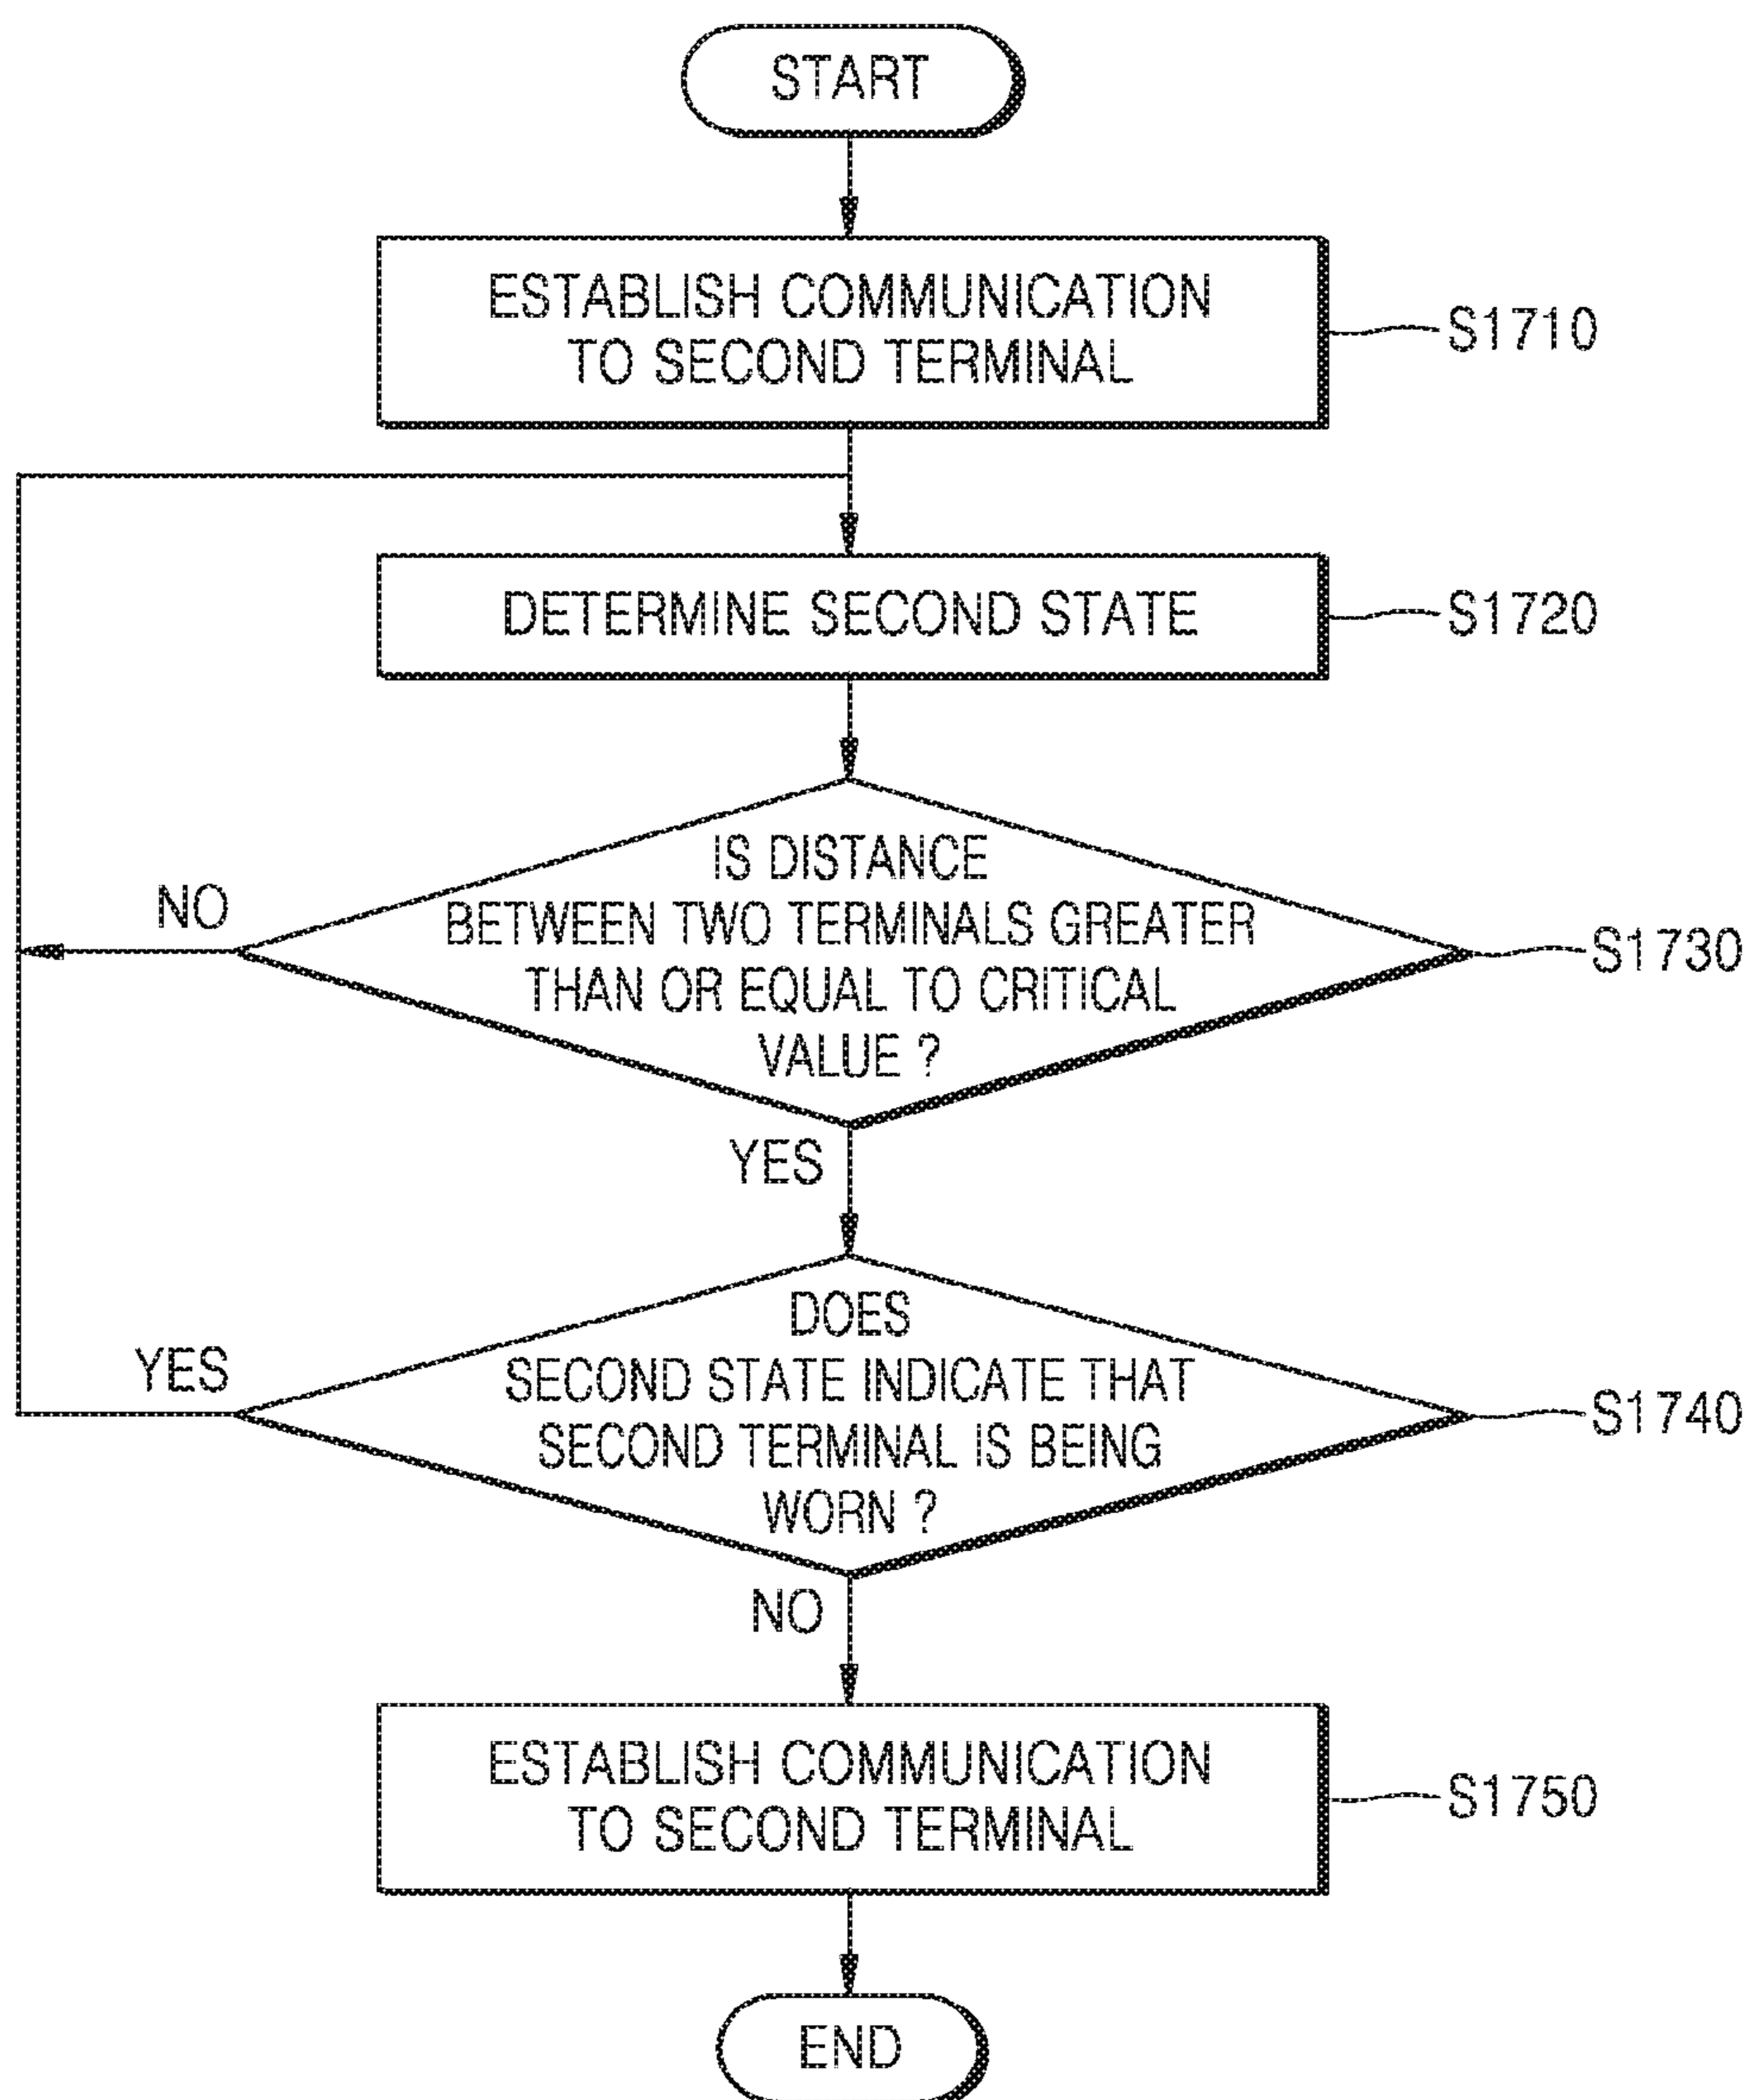 START
ESTABLISH COMMUNICATION
TO SECOND TERMINAL
S1710
DETERMINE SECOND STATE
S1720
IS DISTANCE
BETWEEN TWO TERMINALS GREATER
THAN OR EQUAL TO CRITICAL
VALUE ?
S1730
NO
YES
DOES
SECOND STATE INDICATE THAT
SECOND TERMINAL IS BEING
WORN ?
S1740
YES
NO
ESTABLISH COMMUNICATION
TO SECOND TERMINAL
S1750
END